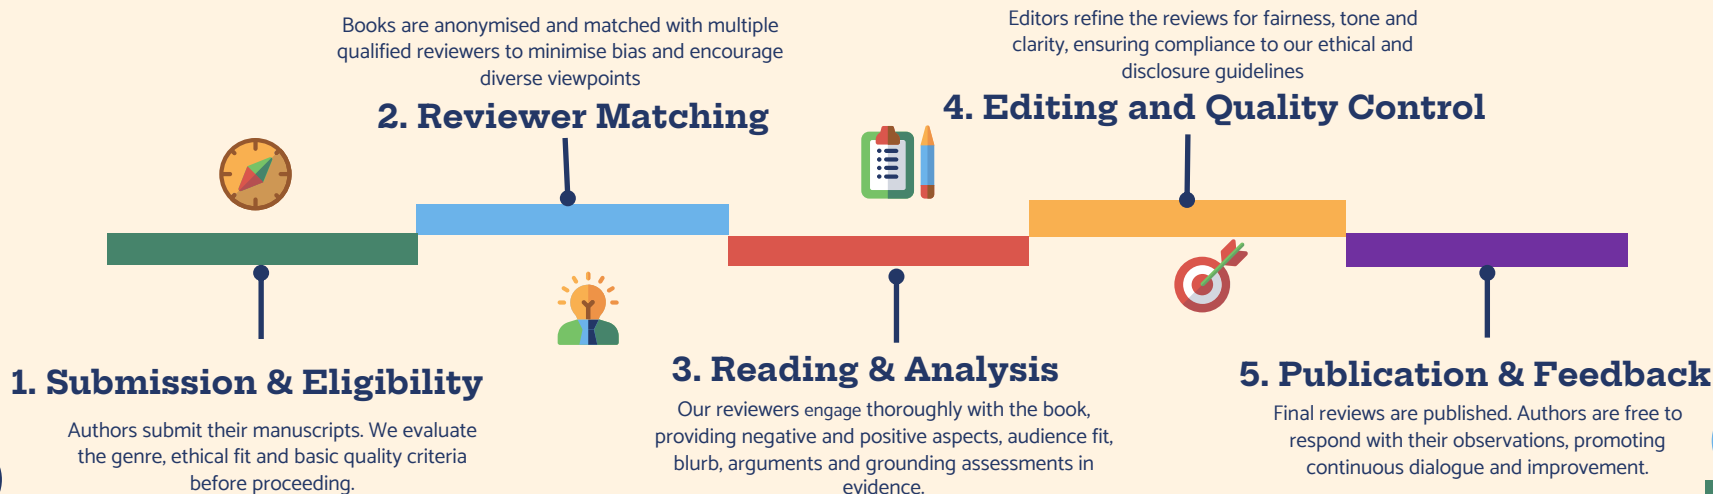 1. Submission & Eligibility
Authors submit their manuscripts. We evaluate
the genre, ethical fit and basic quality criteria
before proceeding.
Books are anonymised and matched with multiple
qualified reviewers to minimise bias and encourage
diverse viewpoints
2. Reviewer Matching
3. Reading & Analysis
Our reviewers engage thoroughly with the book,
providing negative and positive aspects, audience fit,
blurb, arguments and grounding assessments in
evidence.
Editors refine the reviews for fairness, tone and
clarity, ensuring compliance to our ethical and
disclosure guidelines
4. Editing and Quality Control
5. Publication & Feedback
Final reviews are published. Authors are free to
respond with their observations, promoting
continuous dialogue and improvement.